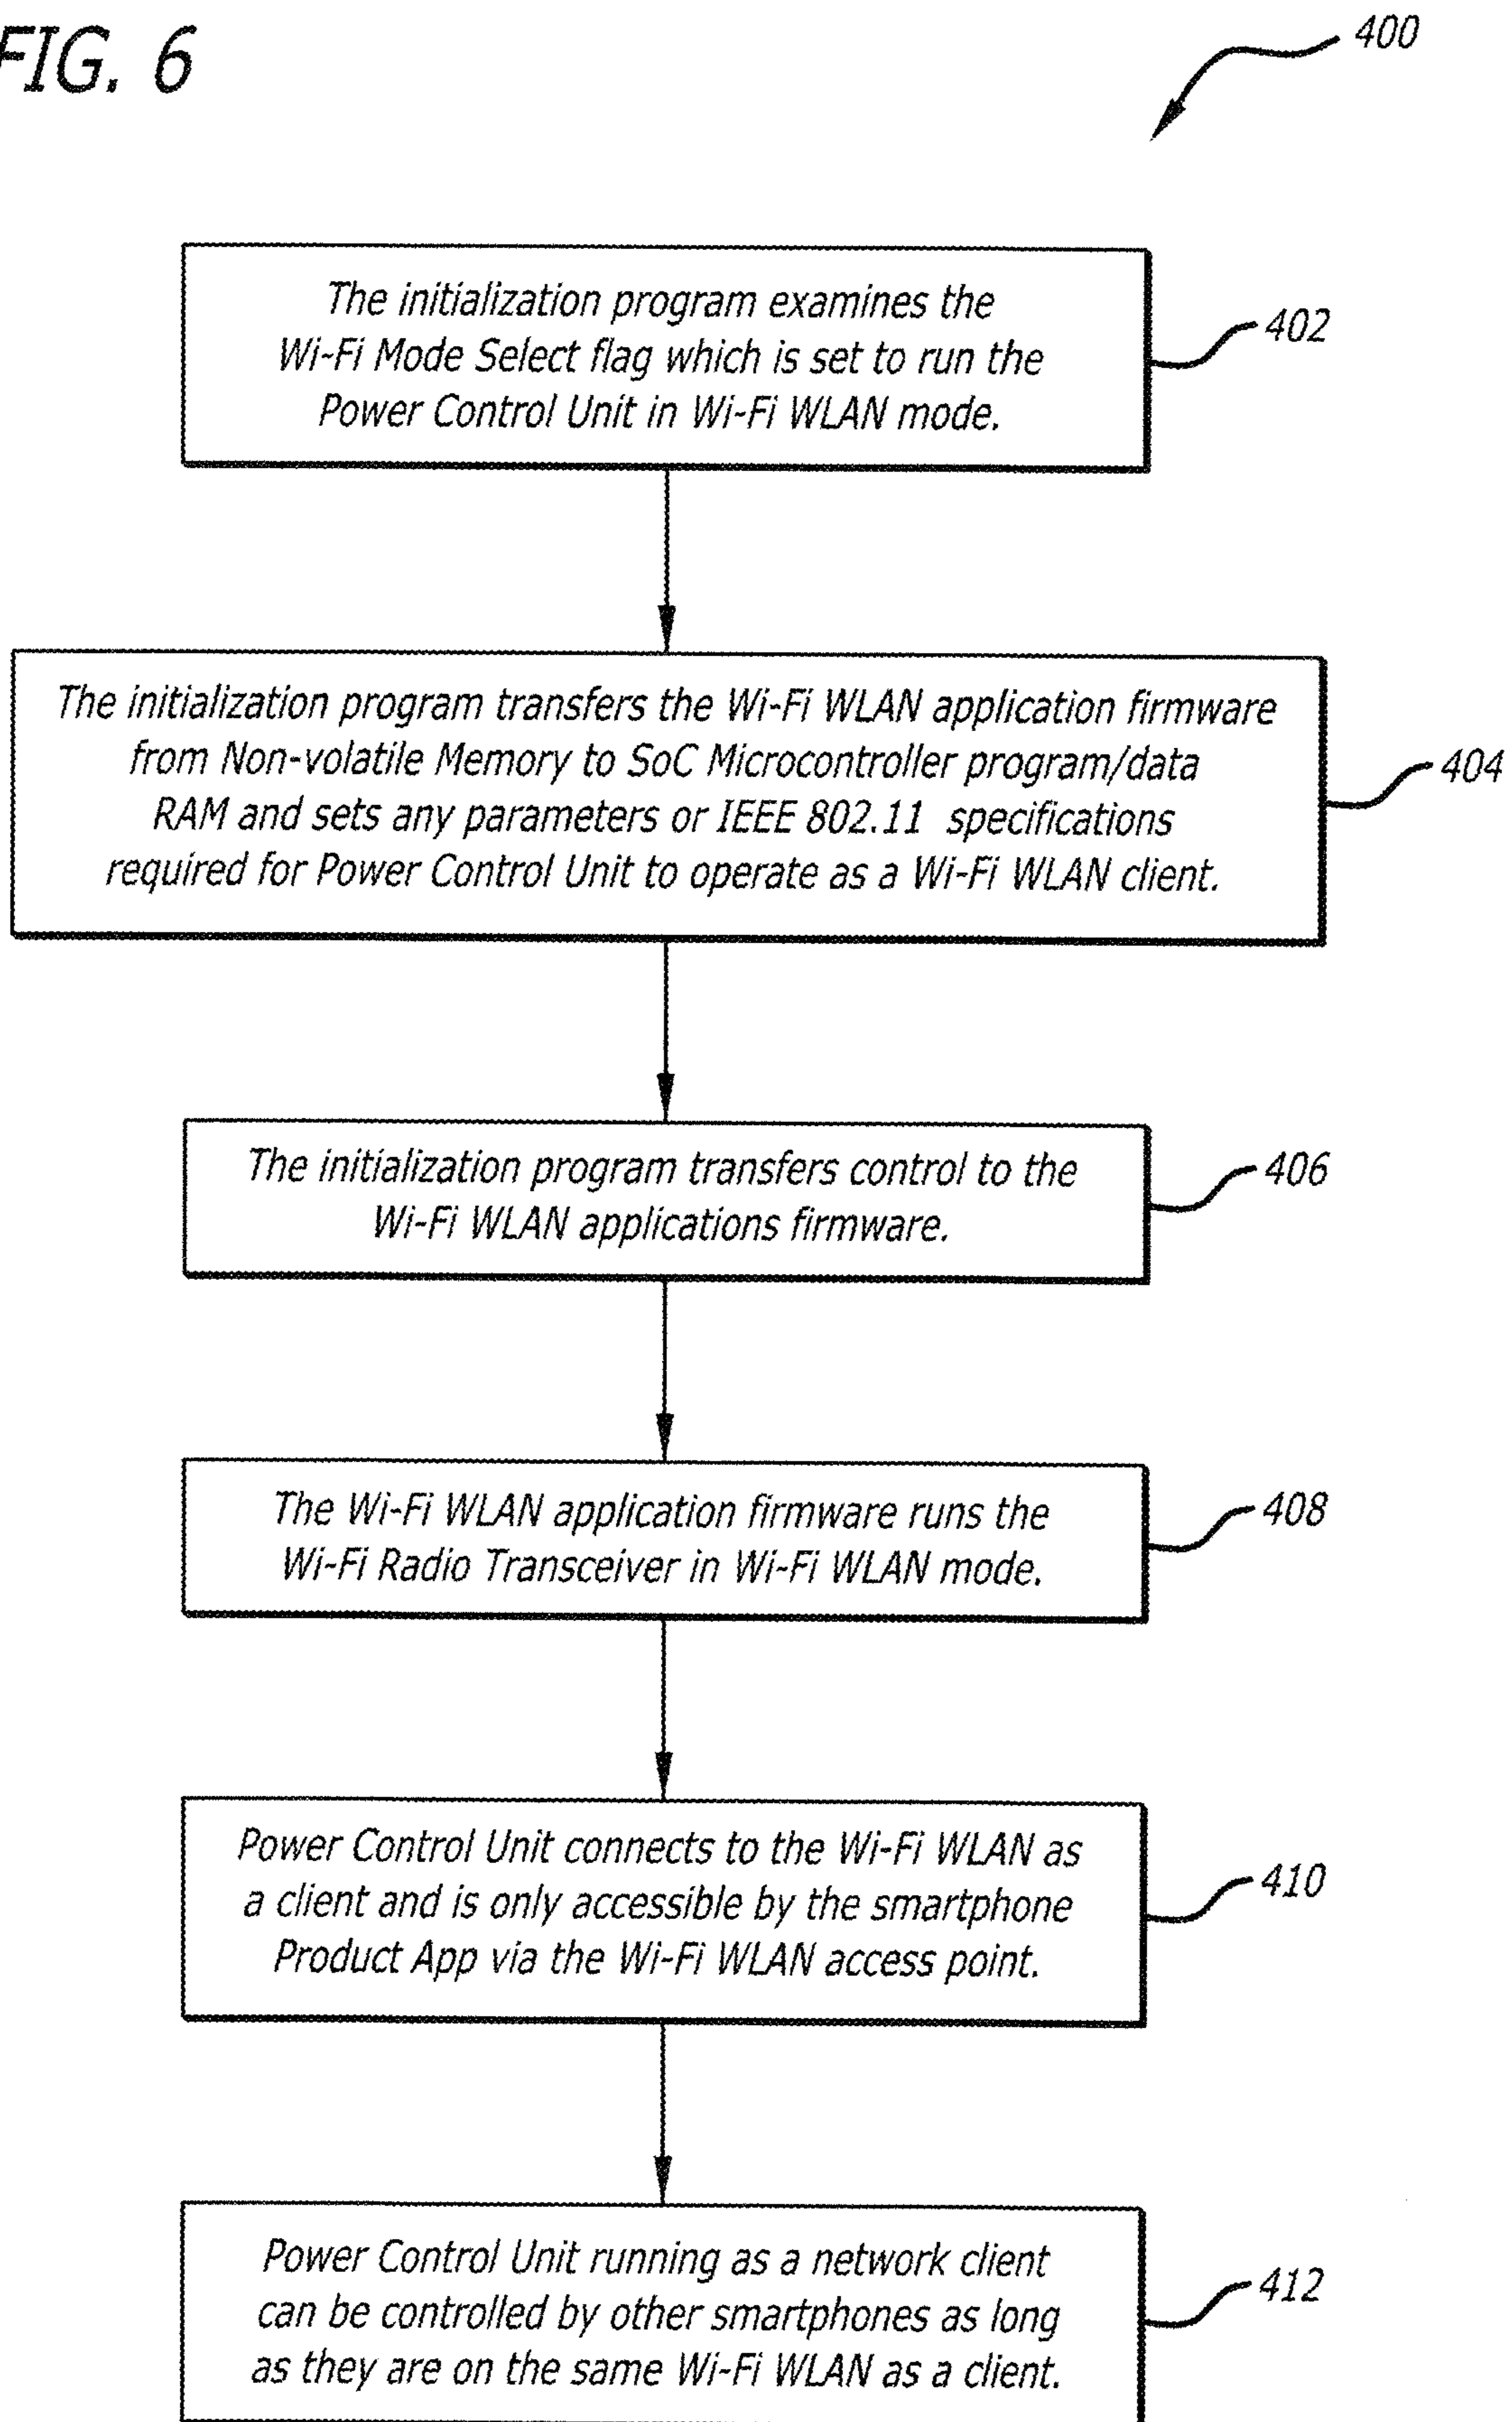 FIG. 6
400
The initialization program examines the
Wi-Fi Mode Select flag which is set to run the
Power Control Unit in Wi-Fi WLAN mode.
402
The initialization program transfers the Wi-Fi WLAN application firmware
from Non-volatile Memory to SoC Microcontroller program/data
RAM and sets any parameters or IEEE 802.11 specifications
required for Power Control Unit to operate as a Wi-Fi WLAN client.
404
The initialization program transfers control to the
Wi-Fi WLAN applications firmware.
406
The Wi-Fi WLAN application firmware runs the
Wi-Fi Radio Transceiver in Wi-Fi WLAN mode.
408
Power Control Unit connects to the Wi-Fi WLAN as
a client and is only accessible by the smartphone
Product App via the Wi-Fi WLAN access point.
410
Power Control Unit running as a network client
can be controlled by other smartphones as long
as they are on the same Wi-Fi WLAN as a client.
412